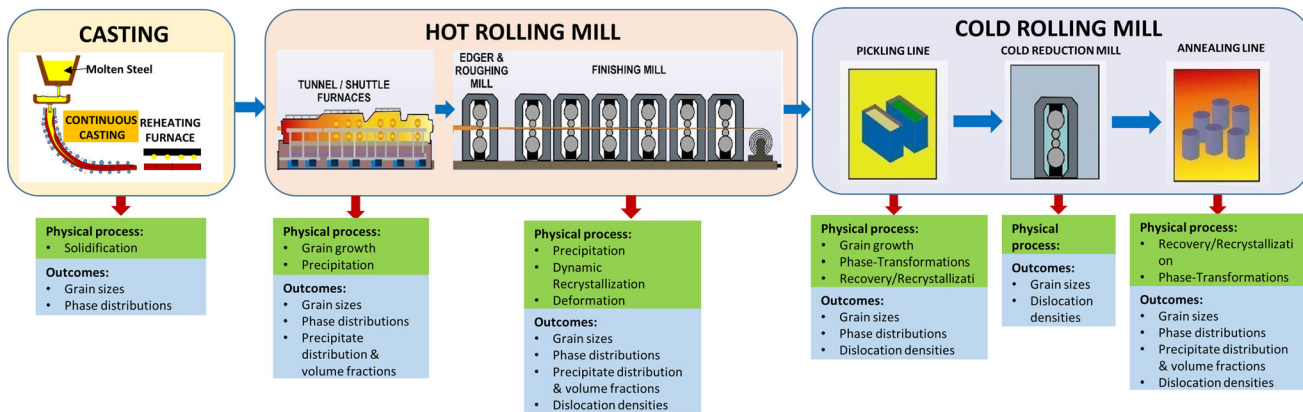 CASTING
Molten Steel
CONTINUOUS
CASTING
REHEATING
FURNACE
HOT ROLLING MILL
TUNNEL / SHUTTLE
FURNACES
EDGER &
ROUGHING
MILL
FINISHING MILL
COLD ROLLING MILL
PICKLING LINE
COLD REDUCTION MILL
ANNEALING LINE
Physical process:
• Solidification
Outcomes:
• Grain sizes
• Phase distributions
Physical process:
• Grain growth
• Precipitation
Outcomes:
• Grain sizes
• Phase distributions
• Precipitate
distribution &
volume fractions
Physical process:
• Precipitation
• Dynamic
Recrystallization
• Deformation
Outcomes:
• Grain sizes
• Phase distributions
• Precipitate distribution
& volume fractions
• Dislocation densities
Physical process:
• Grain growth
• Phase-Transformations
• Recovery/Recrystallizati
Outcomes:
• Grain sizes
• Phase distributions
• Dislocation densities
Physical
process:
Outcomes:
• Grain sizes
• Dislocation
densities
Physical process:
• Recovery/Recrystallizati
on
• Phase-Transformations
Outcomes:
• Grain sizes
• Phase distributions
• Precipitate distribution
& volume fractions
• Dislocation densities